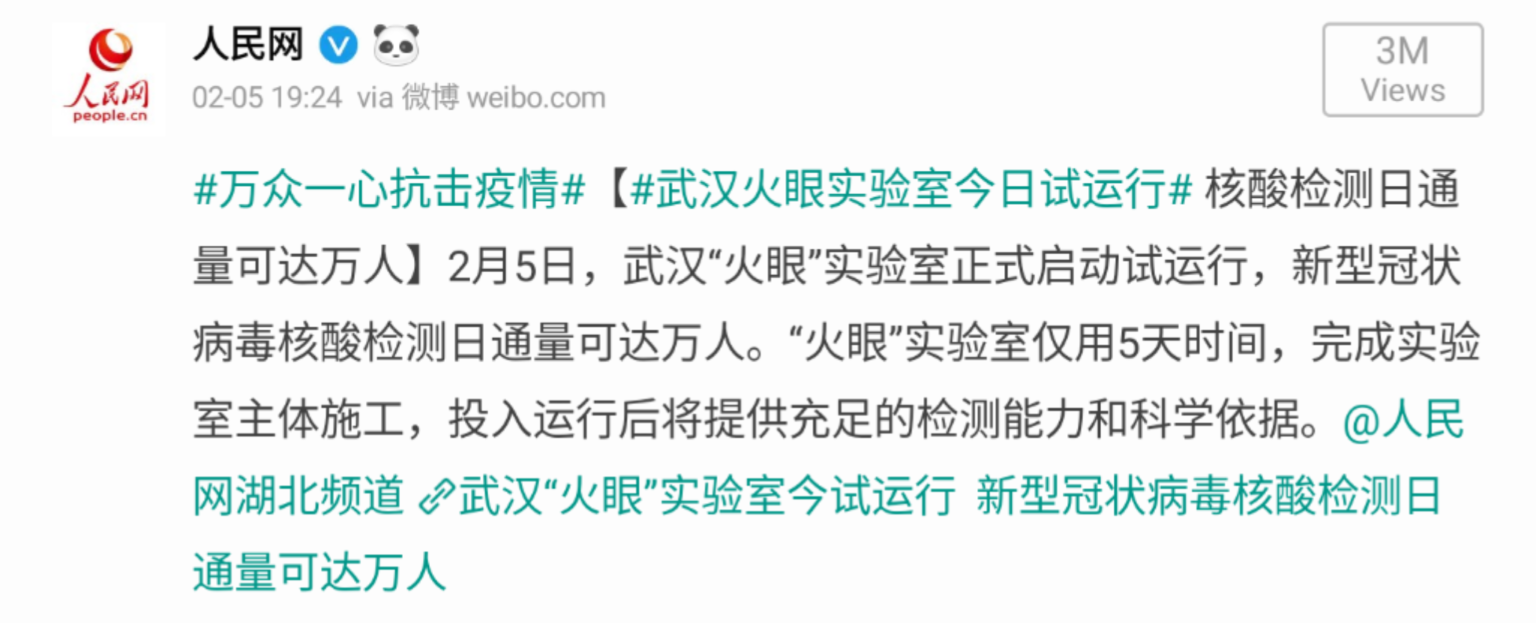 人民网
people.cn
人民网
02-05 19:24 via 微博 weibo.com
3M
Views
#万众一心抗击疫情#【#武汉火眼实验室今日试运行# 核酸检测日通
量可达万人】2月5日，武汉“火眼”实验室正式启动试运行，新型冠状
病毒核酸检测日通量可达万人。“火眼”实验室仅用5天时间，完成实验
室主体施工，投入运行后将提供充足的检测能力和科学依据。@人民
网湖北频道 武汉“火眼”实验室今试运行 新型冠状病毒核酸检测日
通量可达万人